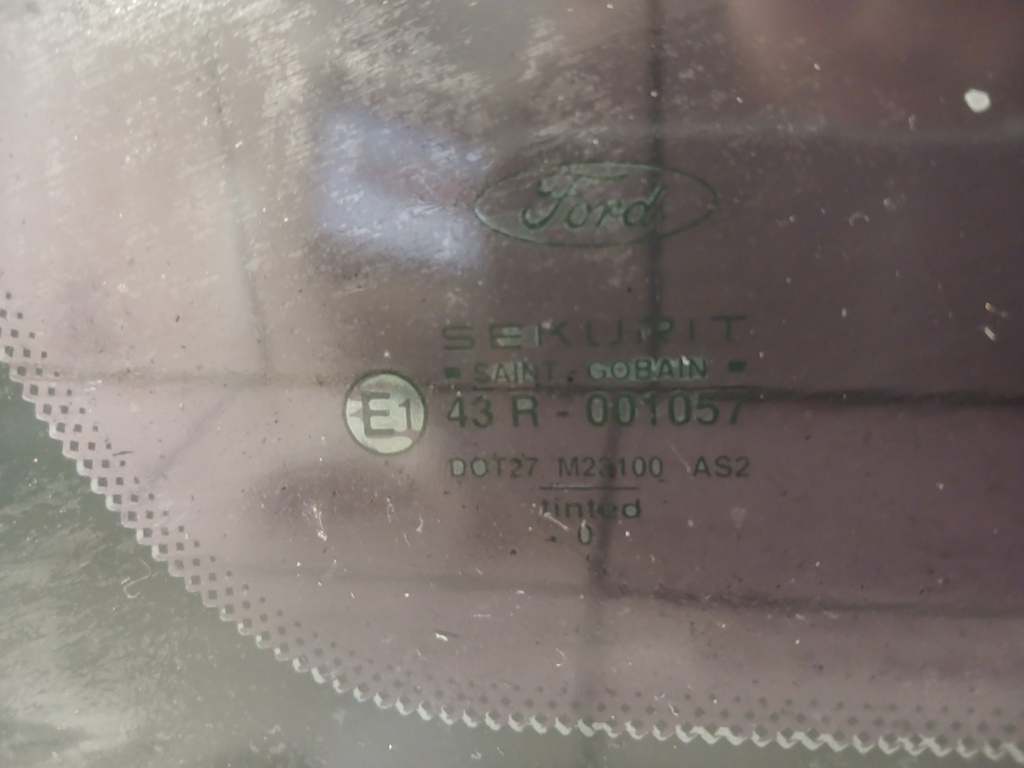 Ford
SEKURIT
SAINT - GOBAIN
E1 43 R - 001057
DOT27 M23100 AS2
tinted
. 0